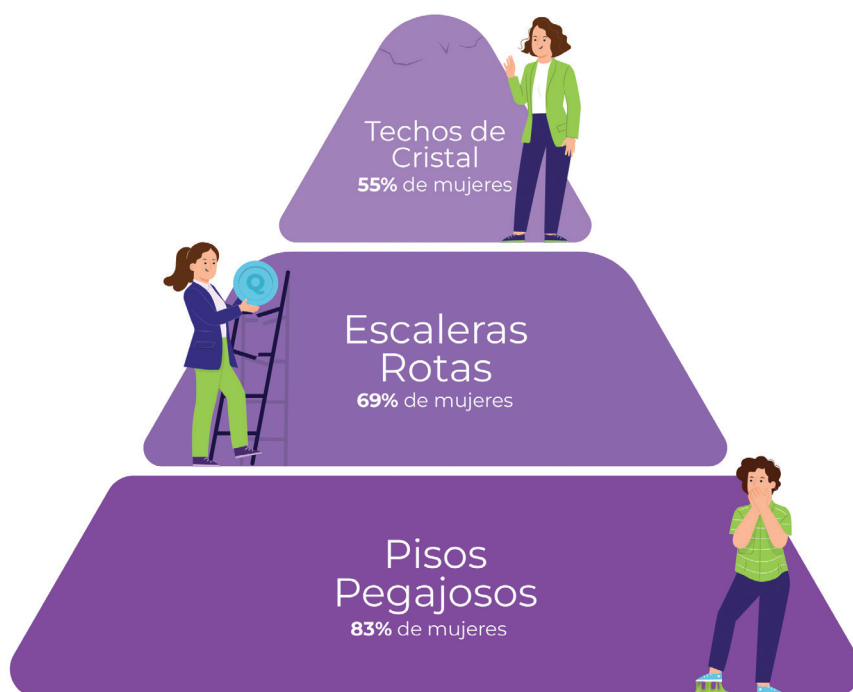 Techos de
Cristal
55% de mujeres
Q
Escaleras
Rotas
69% de mujeres
Pisos
Pegajosos
83% de mujeres